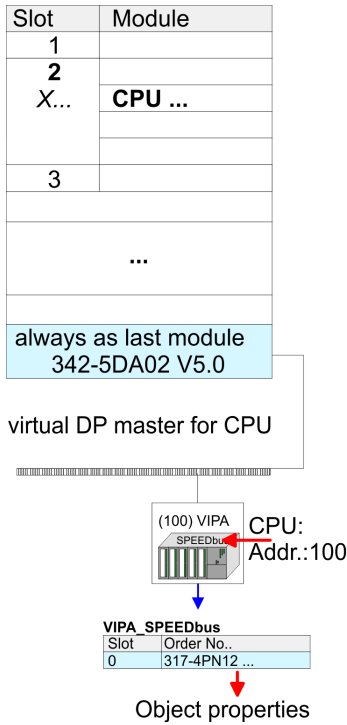 Slot Module
1
2
X... CPU ...
3
...
always as last module
342-5DA02 V5.0
virtual DP master for CPU
(100) VIPA
SPEEDbus
CPU:
Addr.:100
VIPA_SPEEDbus
Slot Order No..
0 317-4PN12 ...
Object properties